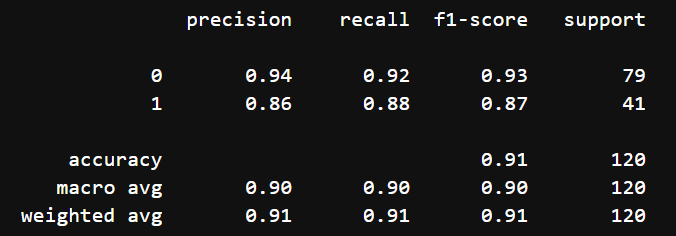 precision recall f1-score support
0 0.94 0.92 0.93 79
1 0.86 0.88 0.87 41
accuracy 0.91 120
macro avg 0.90 0.90 0.90 120
weighted avg 0.91 0.91 0.91 120